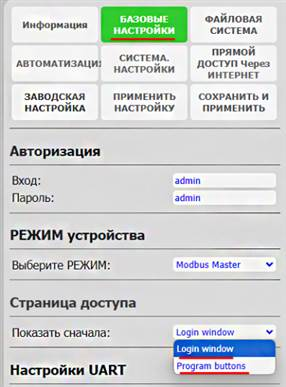 Информация
БАЗОВЫЕ
НАСТРОЙКИ
ФАЙЛОВАЯ
СИСТЕМА
АВТОМАТИЗАЦИ
СИСТЕМА.
НАСТРОЙКИ
ПРЯМОЙ
ДОСТУП Через
ИНТЕРНЕТ
ЗАВОДСКАЯ
НАСТРОЙКА
ПРИМЕНИТЬ
НАСТРОЙКУ
СОХРАНИТЬ И
ПРИМЕНИТЬ
Авторизация
Вход: admin
Пароль: admin
РЕЖИМ устройства
Выберите РЕЖИМ: Modbus Master
Страница доступа
Показать сначала: Login window
Login window
Program buttons
Настройки UART